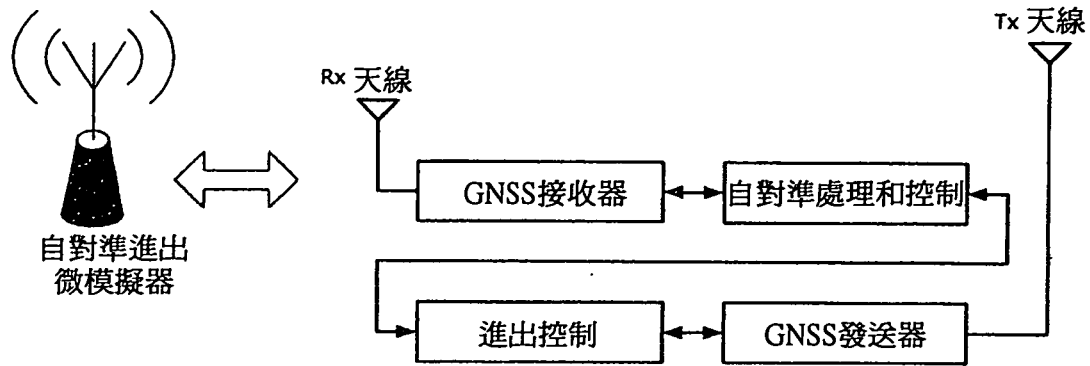 Tx 天線
Rx 天線
GNSS接收器
自對準處理和控制
自對準進出
微模擬器
進出控制
GNSS發送器